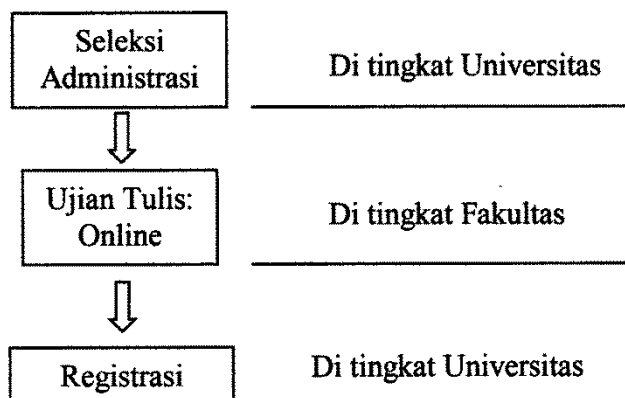 Seleksi
Administrasi
Di tingkat Universitas
Ujian Tulis:
Online
Di tingkat Fakultas
Registrasi
Di tingkat Universitas